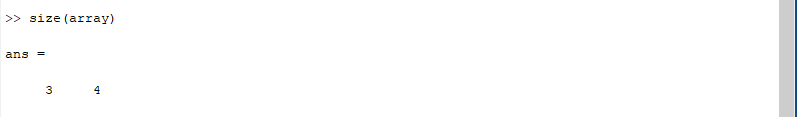 >> size(array)
ans =
3 4